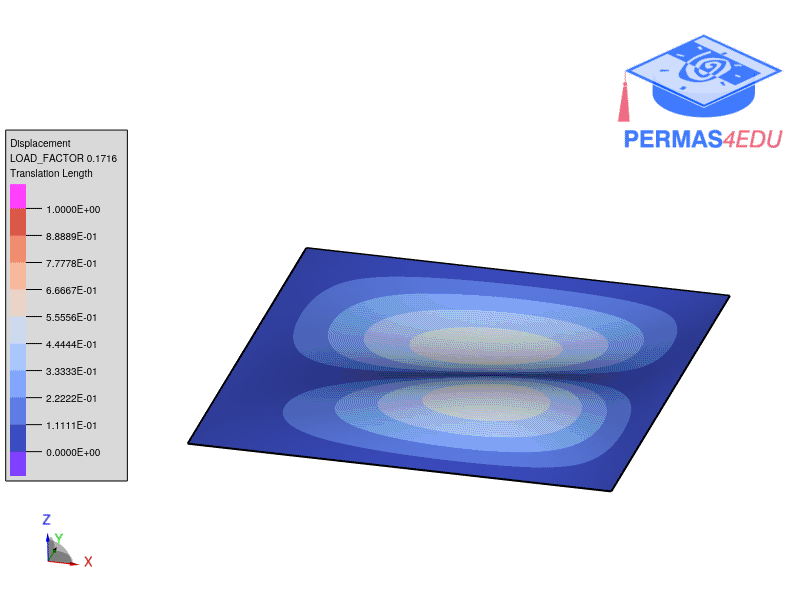 PERMAS4EDU
Displacement
LOAD_FACTOR 0.1716
Translation Length
1.0000E+00
8.8889E-01
7.7778E-01
6.6667E-01
5.5556E-01
4.4444E-01
3.3333E-01
2.2222E-01
1.1111E-01
0.0000E+00
Z
Y
X